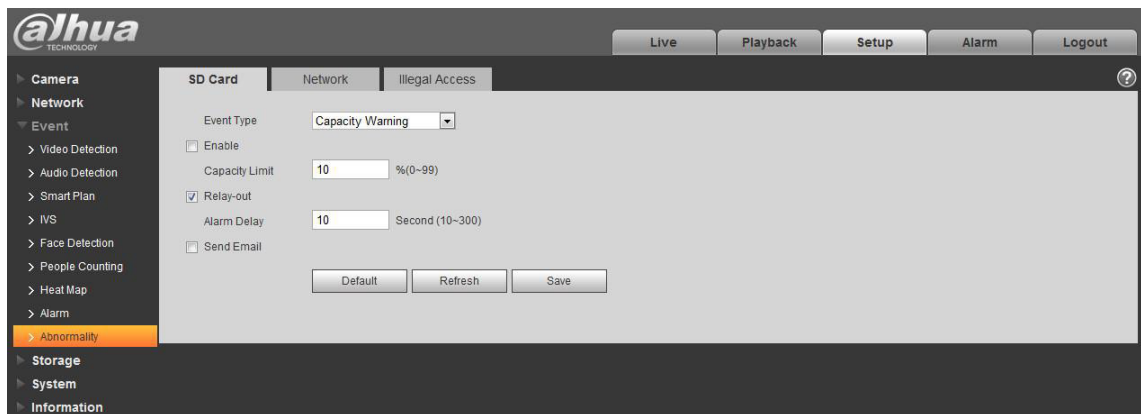 alhua
TECHNOLOGY
Live Playback Setup Alarm Logout
Camera
Network
Event
Video Detection
Audio Detection
Smart Plan
IVS
Face Detection
People Counting
Heat Map
Alarm
Abnormality
Storage
System
Information
SD Card Network Illegal Access
?
Event Type Capacity Warning
Enable
Capacity Limit 10 %(0~99)
Relay-out
Alarm Delay 10 Second (10~300)
Send Email
Default Refresh Save